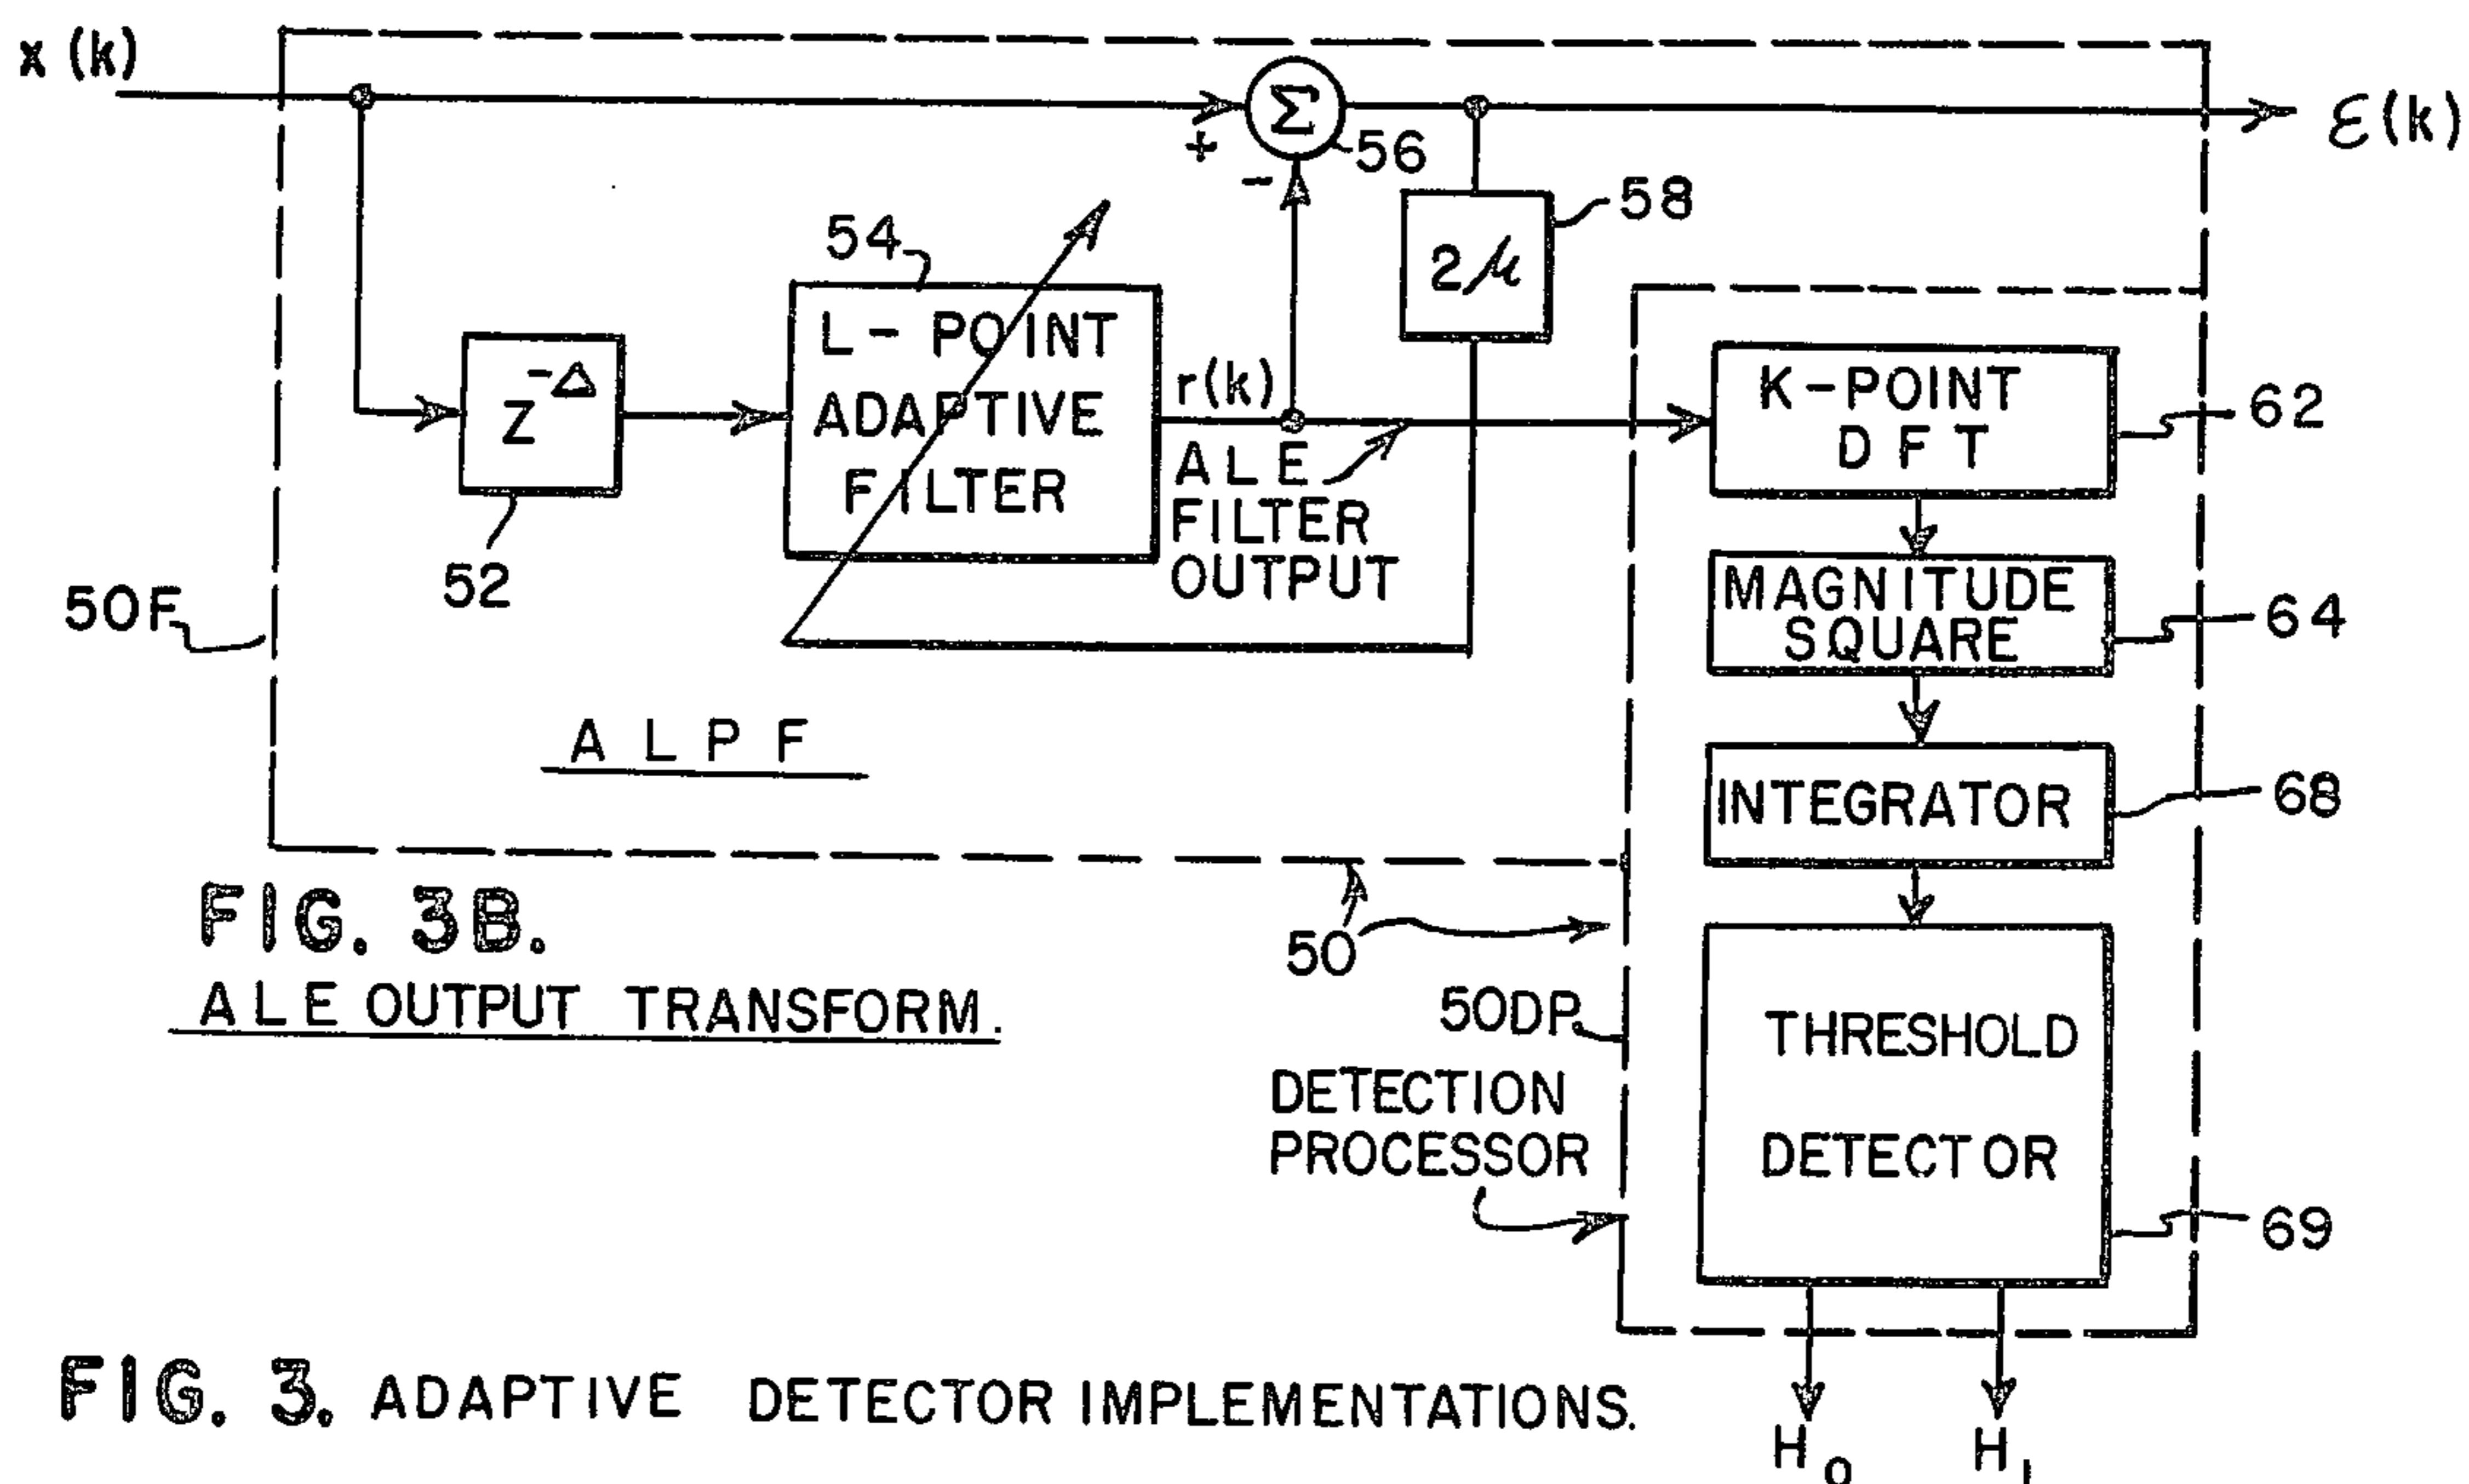 x (k)
Σ
+
-
56
ε(k)
58
2μ
54
L - POINT
ADAPTIVE
FILTER
Z^-Δ
52
r(k)
ALE
FILTER
OUTPUT
K-POINT
DFT
62
MAGNITUDE
SQUARE
64
50F
ALPF
INTEGRATOR
68
FIG. 3B.
ALE OUTPUT TRANSFORM.
50
50DP
DETECTION
PROCESSOR
THRESHOLD
DETECTOR
69
FIG. 3. ADAPTIVE DETECTOR IMPLEMENTATIONS.
H0
H1